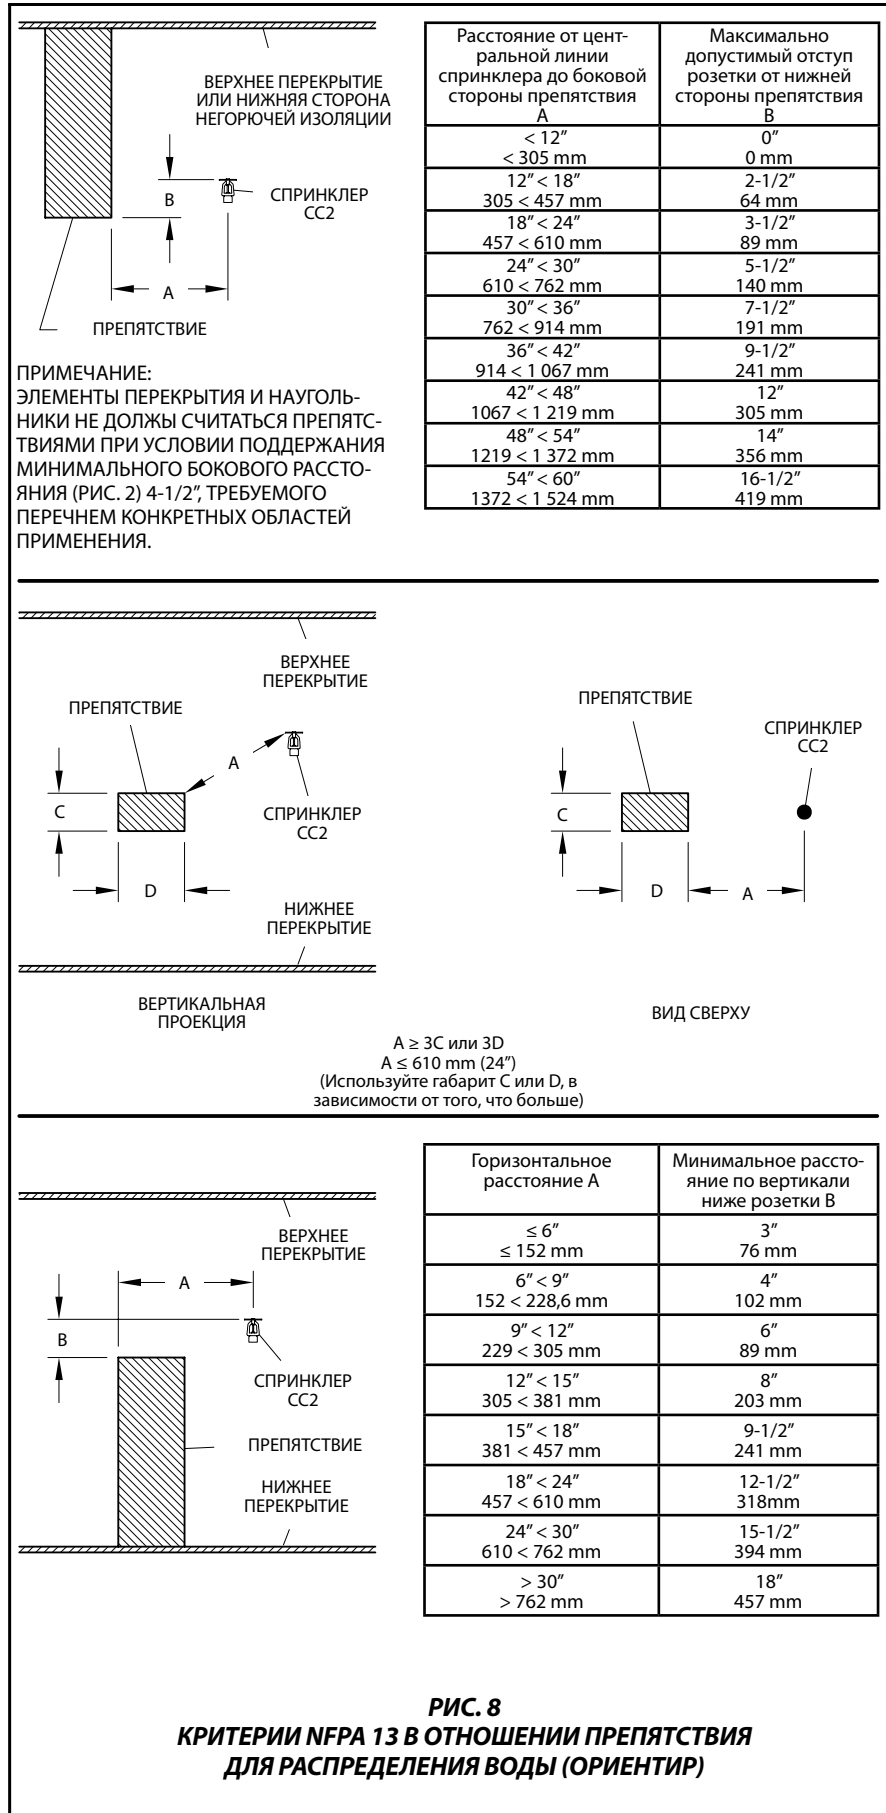 ВЕРХНЕЕ ПЕРЕКРЫТИЕ
ИЛИ НИЖНЯЯ СТОРОНА
НЕГОРЮЧЕЙ ИЗОЛЯЦИИ
B
СПРИНКЛЕР
CC2
A
ПРЕПЯТСТВИЕ
ПРИМЕЧАНИЕ:
ЭЛЕМЕНТЫ ПЕРЕКРЫТИЯ И НАУГОЛЬ-
НИКИ НЕ ДОЛЖЫ СЧИТАТЬСЯ ПРЕПЯТС-
ТВИЯМИ ПРИ УСЛОВИИ ПОДДЕРЖАНИЯ
МИНИМАЛЬНОГО БОКОВОГО РАССТО-
ЯНИЯ (РИС. 2) 4-1/2”, ТРЕБУЕМОГО
ПЕРЕЧНЕМ КОНКРЕТНЫХ ОБЛАСТЕЙ
ПРИМЕНЕНИЯ.
Расстояние от цент-
ральной линии
спринклера до боковой
стороны препятствия
A
Максимально
допустимый отступ
розетки от нижней
стороны препятствия
B
< 12”
< 305 mm
0”
0 mm
12” < 18”
305 < 457 mm
2-1/2”
64 mm
18” < 24”
457 < 610 mm
3-1/2”
89 mm
24” < 30”
610 < 762 mm
5-1/2”
140 mm
30” < 36”
762 < 914 mm
7-1/2”
191 mm
36” < 42”
914 < 1 067 mm
9-1/2”
241 mm
42” < 48”
1067 < 1 219 mm
12”
305 mm
48” < 54”
1219 < 1 372 mm
14”
356 mm
54” < 60”
1372 < 1 524 mm
16-1/2”
419 mm
ВЕРХНЕЕ
ПЕРЕКРЫТИЕ
ПРЕПЯТСТВИЕ
A
C
СПРИНКЛЕР
CC2
D
НИЖНЕЕ
ПЕРЕКРЫТИЕ
ВЕРТИКАЛЬНАЯ
ПРОЕКЦИЯ
ПРЕПЯТСТВИЕ
СПРИНКЛЕР
CC2
C
D
A
ВИД СВЕРХУ
A ≥ 3C или 3D
A ≤ 610 mm (24”)
(Используйте габарит C или D, в
зависимости от того, что больше)
ВЕРХНЕЕ
ПЕРЕКРЫТИЕ
A
B
СПРИНКЛЕР
CC2
ПРЕПЯТСТВИЕ
НИЖНЕЕ
ПЕРЕКРЫТИЕ
Горизонтальное
расстояние A
Минимальное рассто-
яние по вертикали
ниже розетки B
≤ 6”
≤ 152 mm
3”
76 mm
6” < 9”
152 < 228,6 mm
4”
102 mm
9” < 12”
229 < 305 mm
6”
89 mm
12” < 15”
305 < 381 mm
8”
203 mm
15” < 18”
381 < 457 mm
9-1/2”
241 mm
18” < 24”
457 < 610 mm
12-1/2”
318mm
24” < 30”
610 < 762 mm
15-1/2”
394 mm
> 30”
> 762 mm
18”
457 mm
РИС. 8
КРИТЕРИИ NFPA 13 В ОТНОШЕНИИ ПРЕПЯТСТВИЯ
ДЛЯ РАСПРЕДЕЛЕНИЯ ВОДЫ (ОРИЕНТИР)